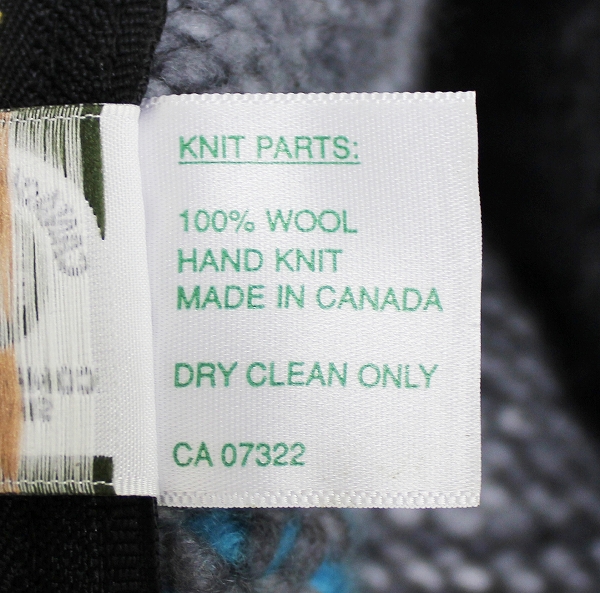 KNIT PARTS:
100% WOOL
HAND KNIT
MADE IN CANADA
DRY CLEAN ONLY
CA 07322